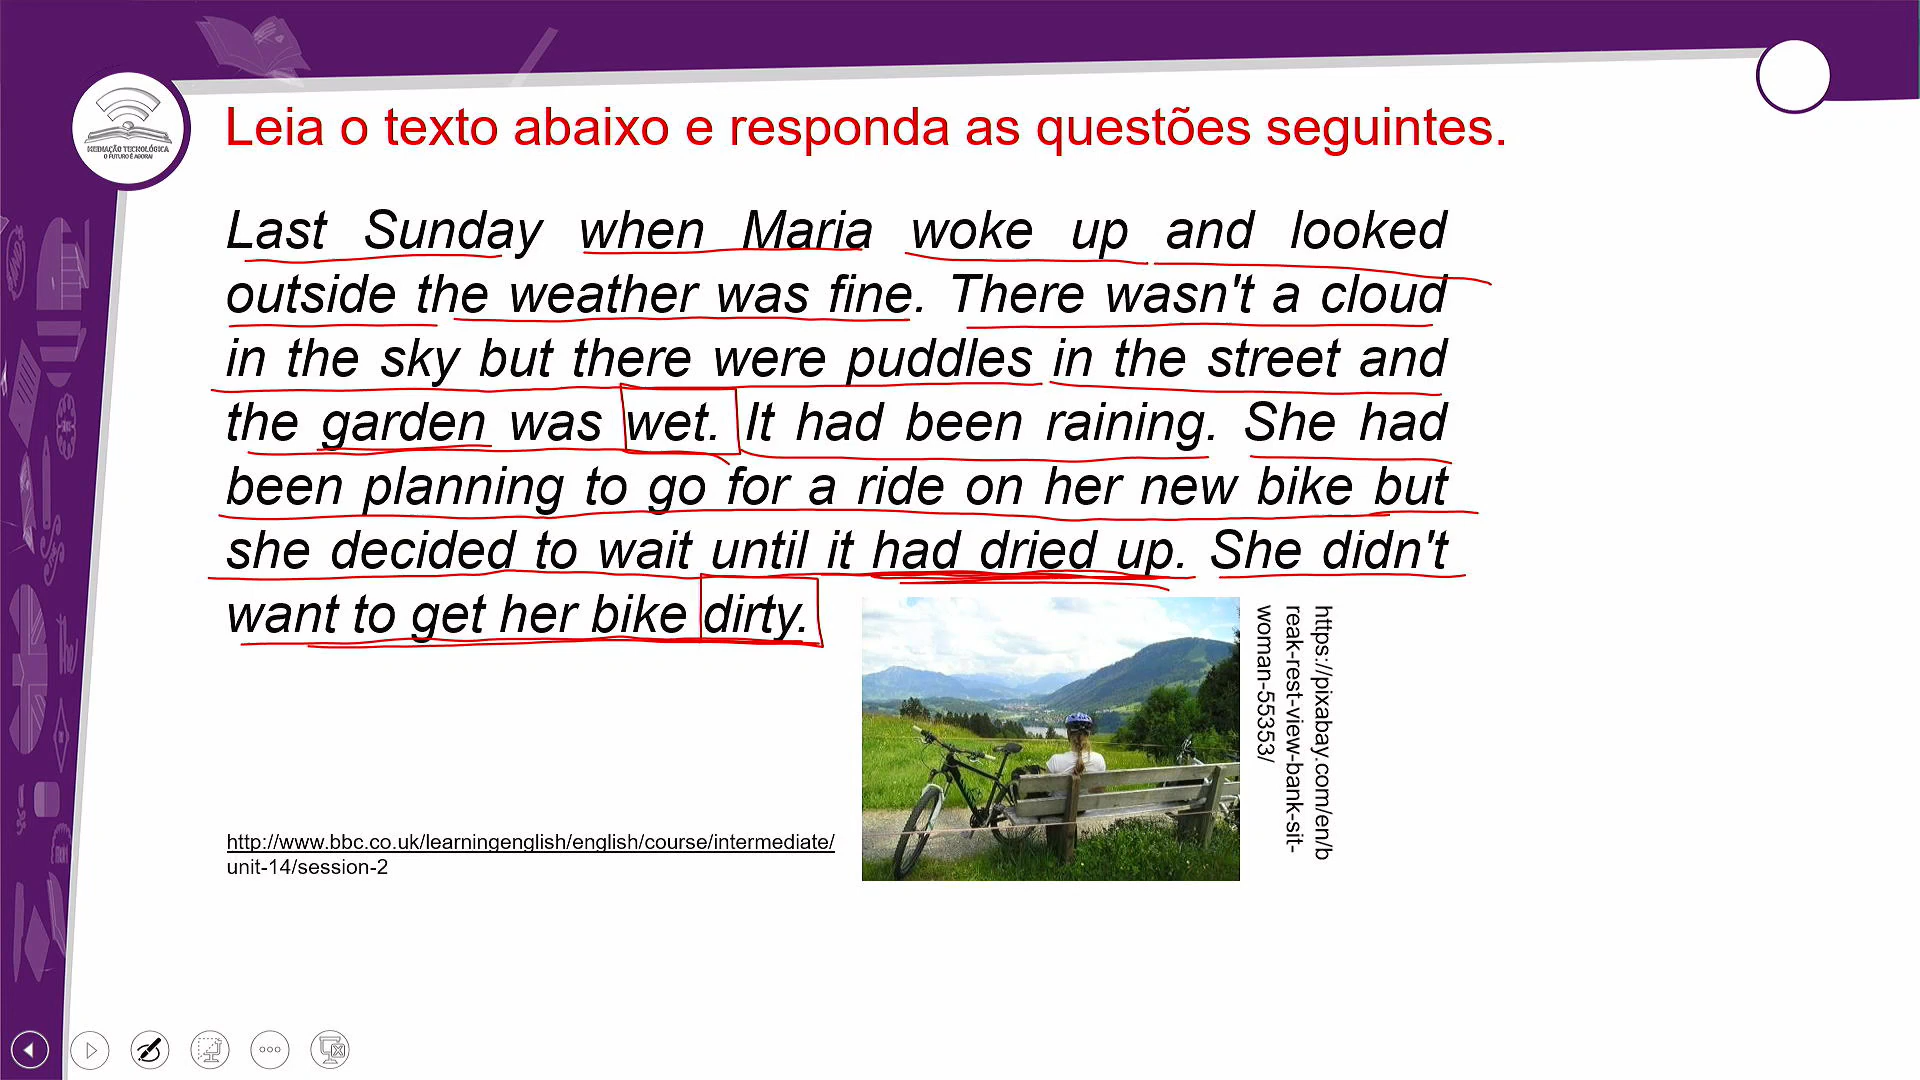 MEDIAÇÃO TECNOLÓGICA
O FUTURO É AGORA!
Leia o texto abaixo e responda as questões seguintes.
Last Sunday when Maria woke up and looked
outside the weather was fine. There wasn't a cloud
in the sky but there were puddles in the street and
the garden was wet. It had been raining. She had
been planning to go for a ride on her new bike but
she decided to wait until it had dried up. She didn't
want to get her bike dirty.
https://pixabay.com/en/b
reak-rest-view-bank-sit-
woman-55353/
http://www.bbc.co.uk/learningenglish/english/course/intermediate/
unit-14/session-2